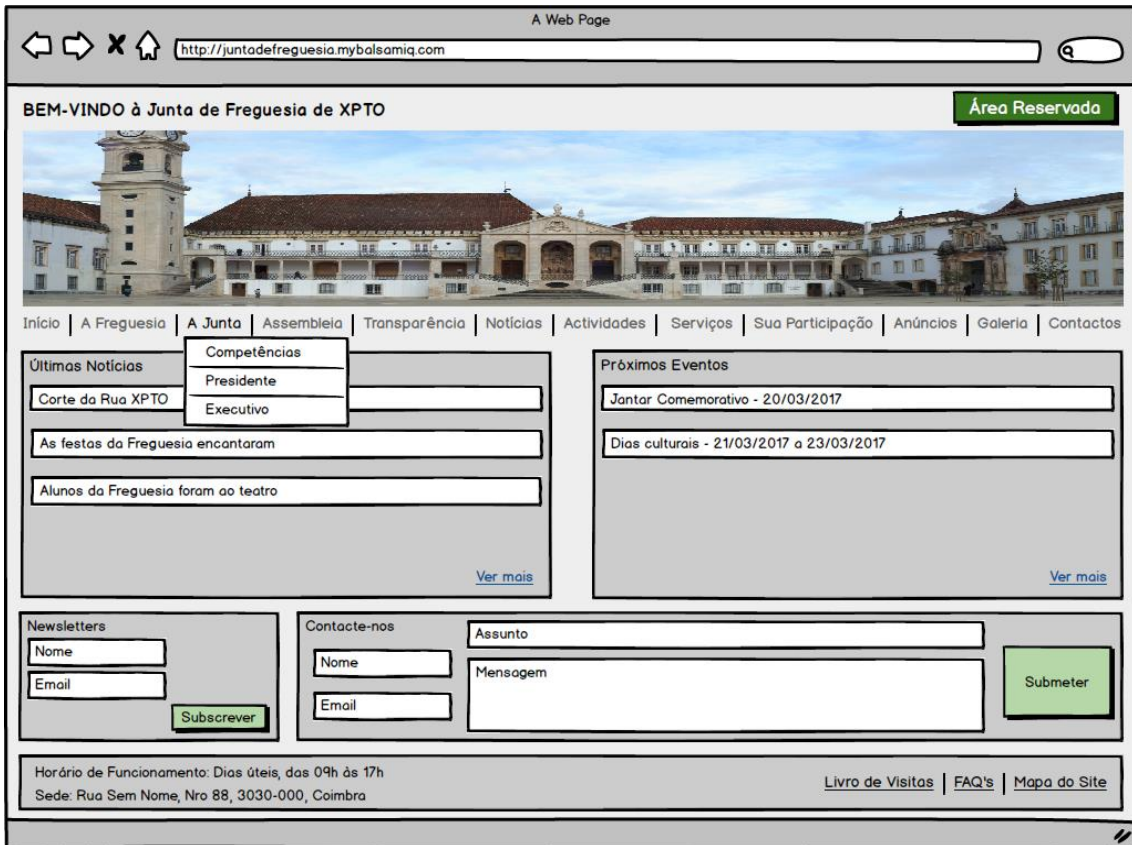 A Web Page
http://juntadefreguesia.mybalsamiq.com
BEM-VINDO à Junta de Freguesia de XPTO
Área Reservada
Início | A Freguesia | A Junta | Assembleia | Transparência | Notícias | Actividades | Serviços | Sua Participação | Anúncios | Galeria | Contactos
Competências
Presidente
Executivo
Últimas Notícias
Corte da Rua XPTO
As festas da Freguesia encantaram
Alunos da Freguesia foram ao teatro
Ver mais
Próximos Eventos
Jantar Comemorativo - 20/03/2017
Dias culturais - 21/03/2017 a 23/03/2017
Ver mais
Newsletters
Nome
Email
Subscrever
Contacte-nos
Nome
Email
Assunto
Mensagem
Submeter
Horário de Funcionamento: Dias úteis, das 09h às 17h
Sede: Rua Sem Nome, Nro 88, 3030-000, Coimbra
Livro de Visitas | FAQ's | Mapa do Site